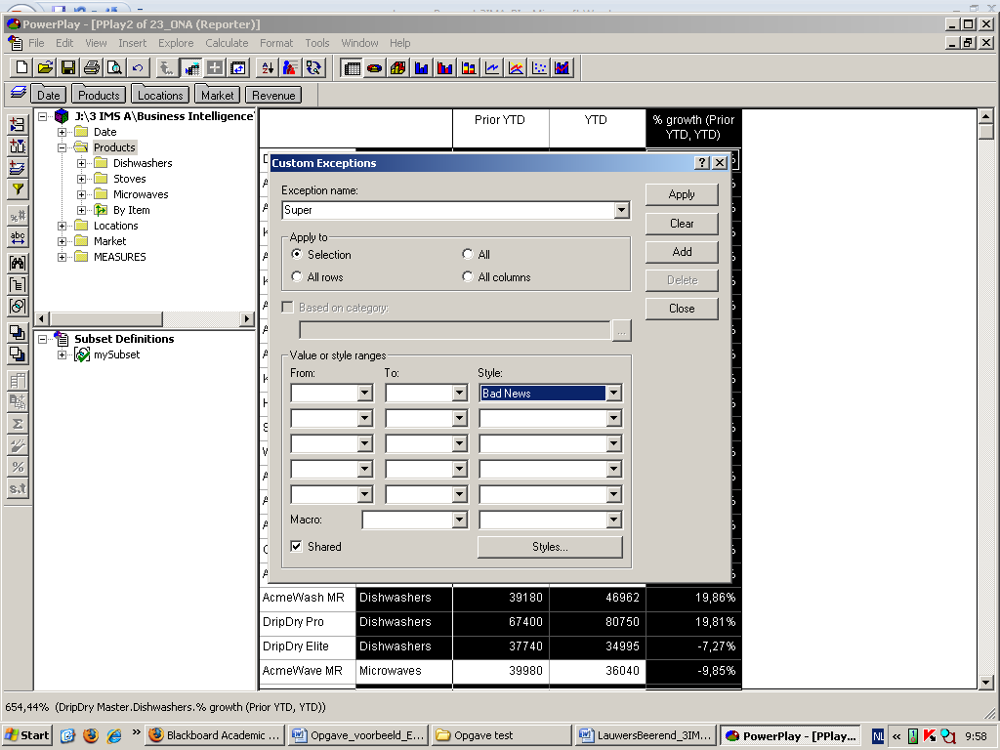 PowerPlay - [PPlay2 of 23_DNA (Reporter)]
File Edit View Insert Explore Calculate Format Tools Window Help
Date Products Locations Market Revenue
J:\3 IMS A\Business Intelligence\
Date
Products
Dishwashers
Stoves
Microwaves
By Item
Locations
Market
MEASURES
Subset Definitions
mySubset
Prior YTD YTD % growth (Prior
YTD, YTD)
Custom Exceptions
Exception name:
Super
Apply
Clear
Add
Delete
Close
Apply to
Selection All
All rows All columns
Based on category:
...
Value or style ranges
From: To: Style:
Bad News
Macro:
Shared
Styles...
AcmeWash MR Dishwashers 39180 46962 19,86%
DripDry Pro Dishwashers 67400 80750 19,81%
DripDry Elite Dishwashers 37740 34995 -7,27%
AcmeWave MR Microwaves 39980 36040 -9,85%
654,44% (DripDry Master.Dishwashers.% growth (Prior YTD, YTD))
Start » Blackboard Academic ... Opgave_voorbeeld_E... Opgave test LauwersBeerend_3IM... PowerPlay - [PPlay... NL « 9:58